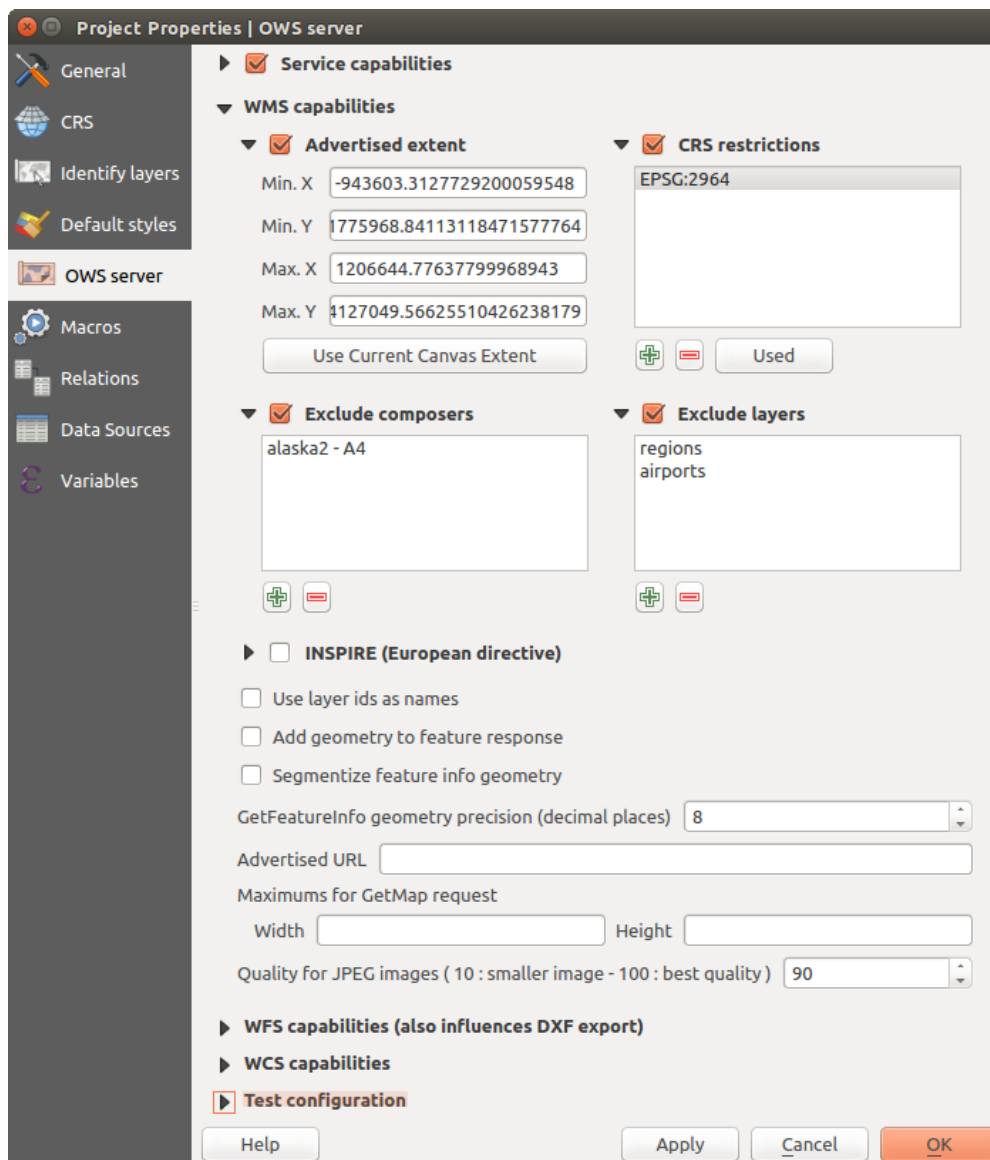 Project Properties | OWS server
General
CRS
Identify layers
Default styles
OWS server
Macros
Relations
Data Sources
Variables
Service capabilities
WMS capabilities
Advertised extent
Min. X -943603.3127729200059548
Min. Y 1775968.84113118471577764
Max. X 1206644.77637799968943
Max. Y 4127049.56625510426238179
Use Current Canvas Extent
CRS restrictions
EPSG:2964
Used
Exclude composers
alaska2 - A4
Exclude layers
regions
airports
INSPIRE (European directive)
Use layer ids as names
Add geometry to feature response
Segmentize feature info geometry
GetFeatureInfo geometry precision (decimal places) 8
Advertised URL
Maximums for GetMap request
Width Height
Quality for JPEG images ( 10 : smaller image - 100 : best quality ) 90
WFS capabilities (also influences DXF export)
WCS capabilities
Test configuration
Help Apply Cancel OK